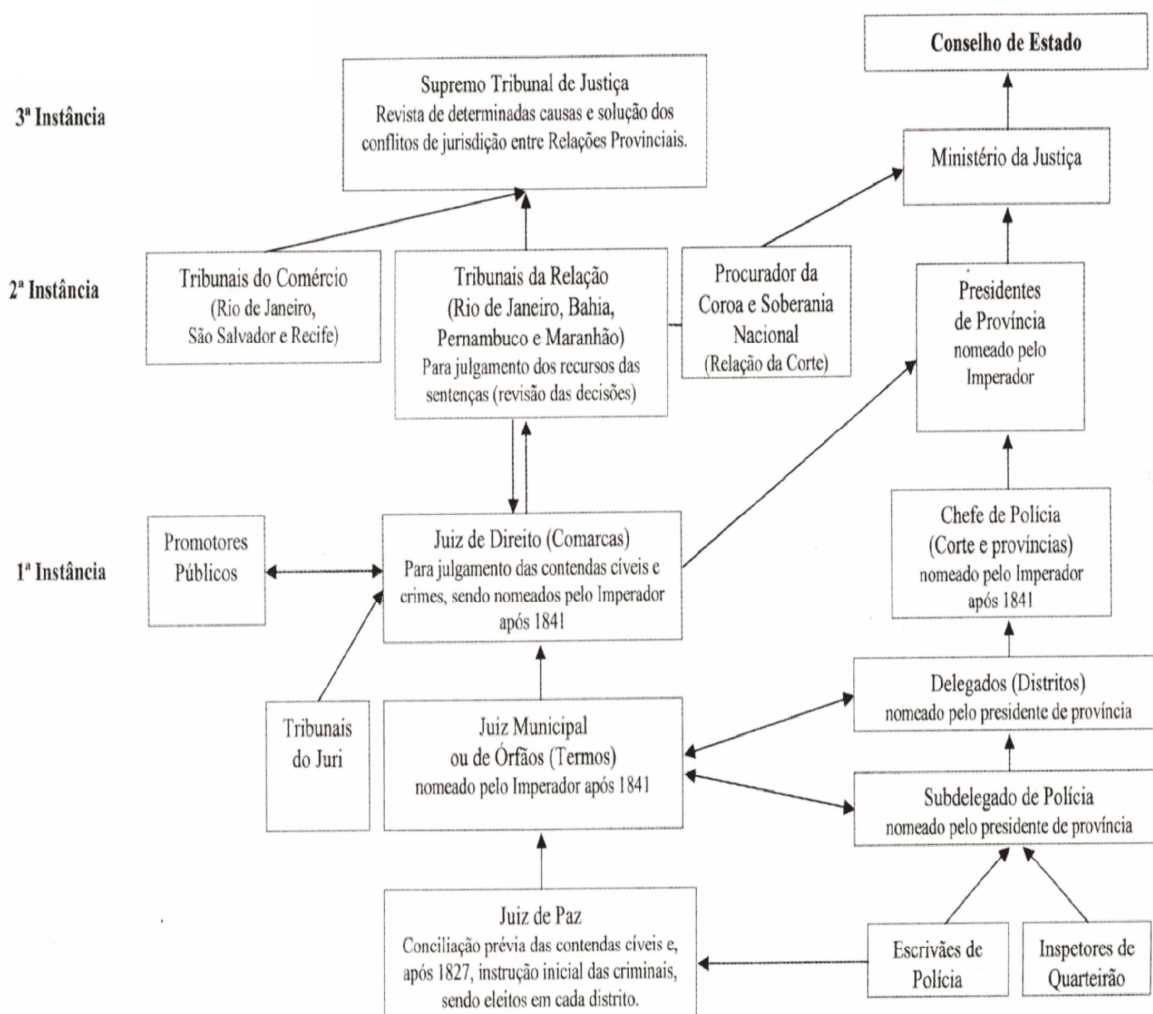 Conselho de Estado
3ª Instância
Supremo Tribunal de Justiça
Revista de determinadas causas e solução dos
conflitos de jurisdição entre Relações Provinciais.
Ministério da Justiça
2ª Instância
Tribunais do Comércio
(Rio de Janeiro,
São Salvador e Recife)
Tribunais da Relação
(Rio de Janeiro, Bahia,
Pernambuco e Maranhão)
Para julgamento dos recursos das
sentenças (revisão das decisões)
Procurador da
Coroa e Soberania
Nacional
(Relação da Corte)
Presidentes
de Província
nomeado pelo
Imperador
1ª Instância
Promotores
Públicos
Juiz de Direito (Comarcas)
Para julgamento das contendas cíveis e
crimes, sendo nomeados pelo Imperador
após 1841
Chefe de Polícia
(Corte e províncias)
nomeado pelo Imperador
após 1841
Tribunais
do Juri
Juiz Municipal
ou de Órfãos (Termos)
nomeado pelo Imperador após 1841
Delegados (Distritos)
nomeado pelo presidente de província
Subdelegado de Polícia
nomeado pelo presidente de província
Juiz de Paz
Conciliação prévia das contendas cíveis e,
após 1827, instrução inicial das criminais,
sendo eleitos em cada distrito.
Escrivães de
Polícia
Inspetores de
Quarteirão